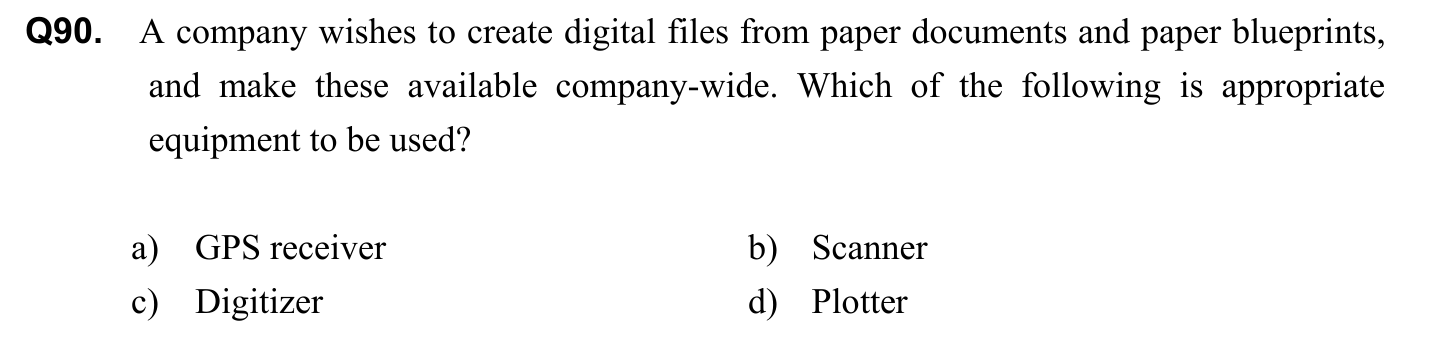 Q90. A company wishes to create digital files from paper documents and paper blueprints,
and make these available company-wide. Which of the following is appropriate
equipment to be used?
a) GPS receiver b) Scanner
c) Digitizer d) Plotter